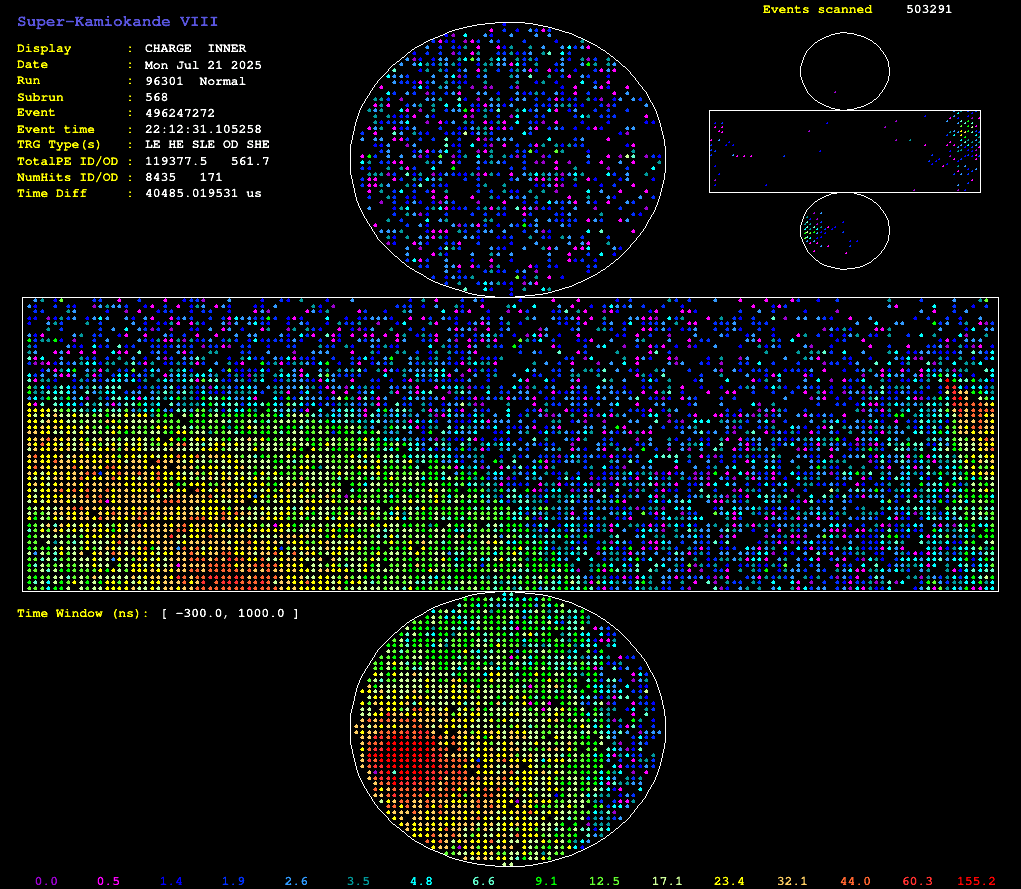 Super-Kamiokande VIII
Display : CHARGE INNER
Date : Mon Jul 21 2025
Run : 96301 Normal
Subrun : 568
Event : 496247272
Event time : 22:12:31.105258
TRG Type(s) : LE HE SLE OD SHE
TotalPE ID/OD : 119377.5 561.7
NumHits ID/OD : 8435 171
Time Diff : 40485.019531 us
Events scanned 503291
Time Window (ns): [ -300.0, 1000.0 ]
0.0 0.5 1.4 1.9 2.6 3.5 4.8 6.6 9.1 12.5 17.1 23.4 32.1 44.0 60.3 155.2